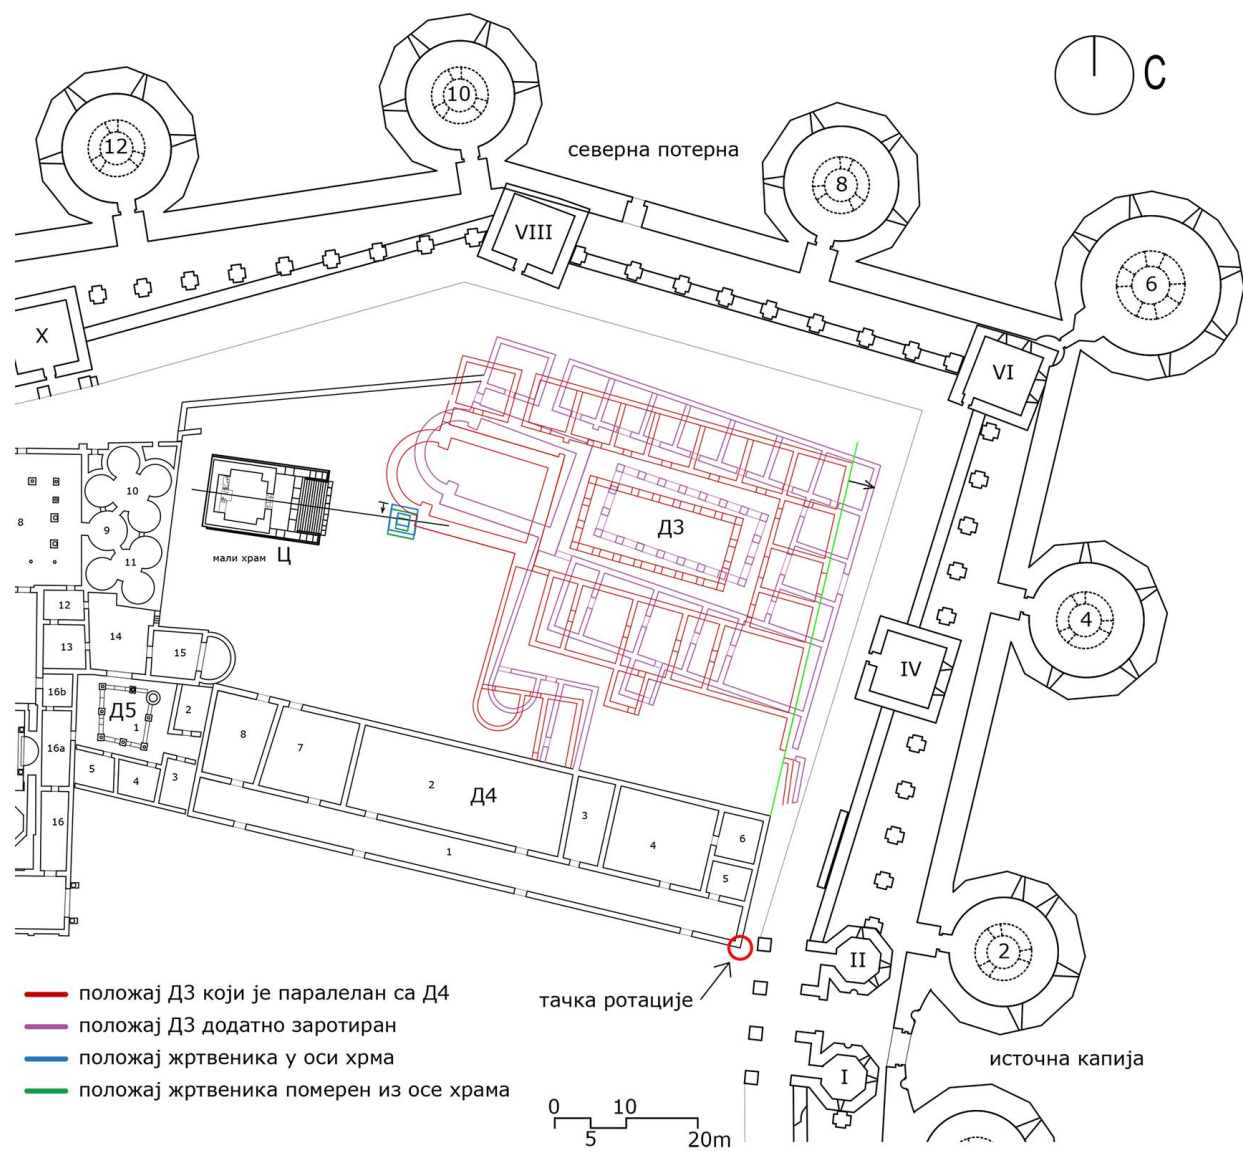 С
10
12
8
северна потерна
6
VIII
X
VI
10
8
9
11
Д3
мали храм
Ц
4
12
13
14
15
IV
16b
Д5
1
2
16a
5
4
3
8
7
2
Д4
3
4
6
5
1
16
2
II
тачка ротације
положај Д3 који је паралелан са Д4
положај Д3 додатно заротиран
положај жртвеника у оси хрма
положај жртвеника померен из осе храма
источна капија
I
0 10
5 20m